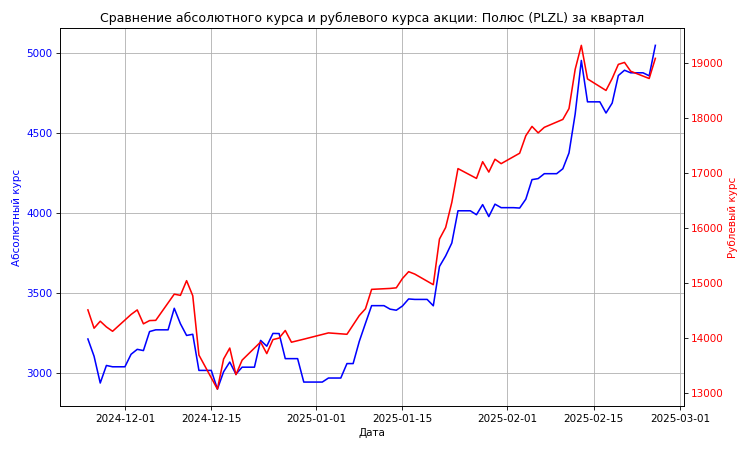 Сравнение абсолютного курса и рублевого курса акции: Полюс (PLZL) за квартал
5000
4500
4000
3500
3000
Абсолютный курс
19000
18000
17000
16000
15000
14000
13000
Рублевый курс
2024-12-01 2024-12-15 2025-01-01 2025-01-15 2025-02-01 2025-02-15 2025-03-01
Дата